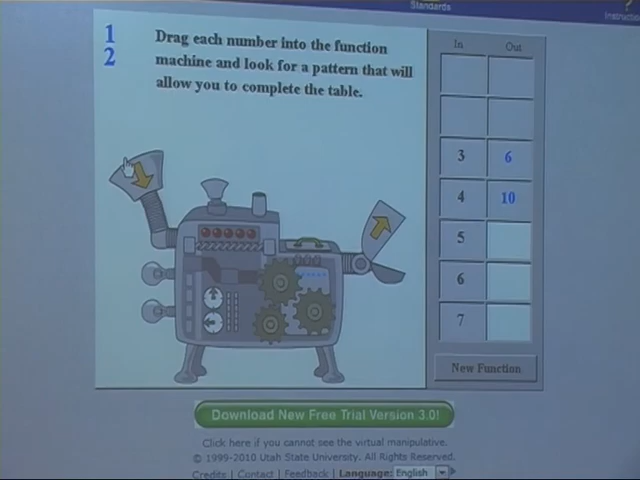 Standards
1
2
Drag each number into the function
machine and look for a pattern that will
allow you to complete the table.
In Out
3 6
4 10
5
6
7
New Function
Download New Free Trial Version 3.0!
Click here if you cannot see the virtual manipulative.
© 1999-2010 Utah State University. All Rights Reserved.
Credits | Contact | Feedback | Language: English